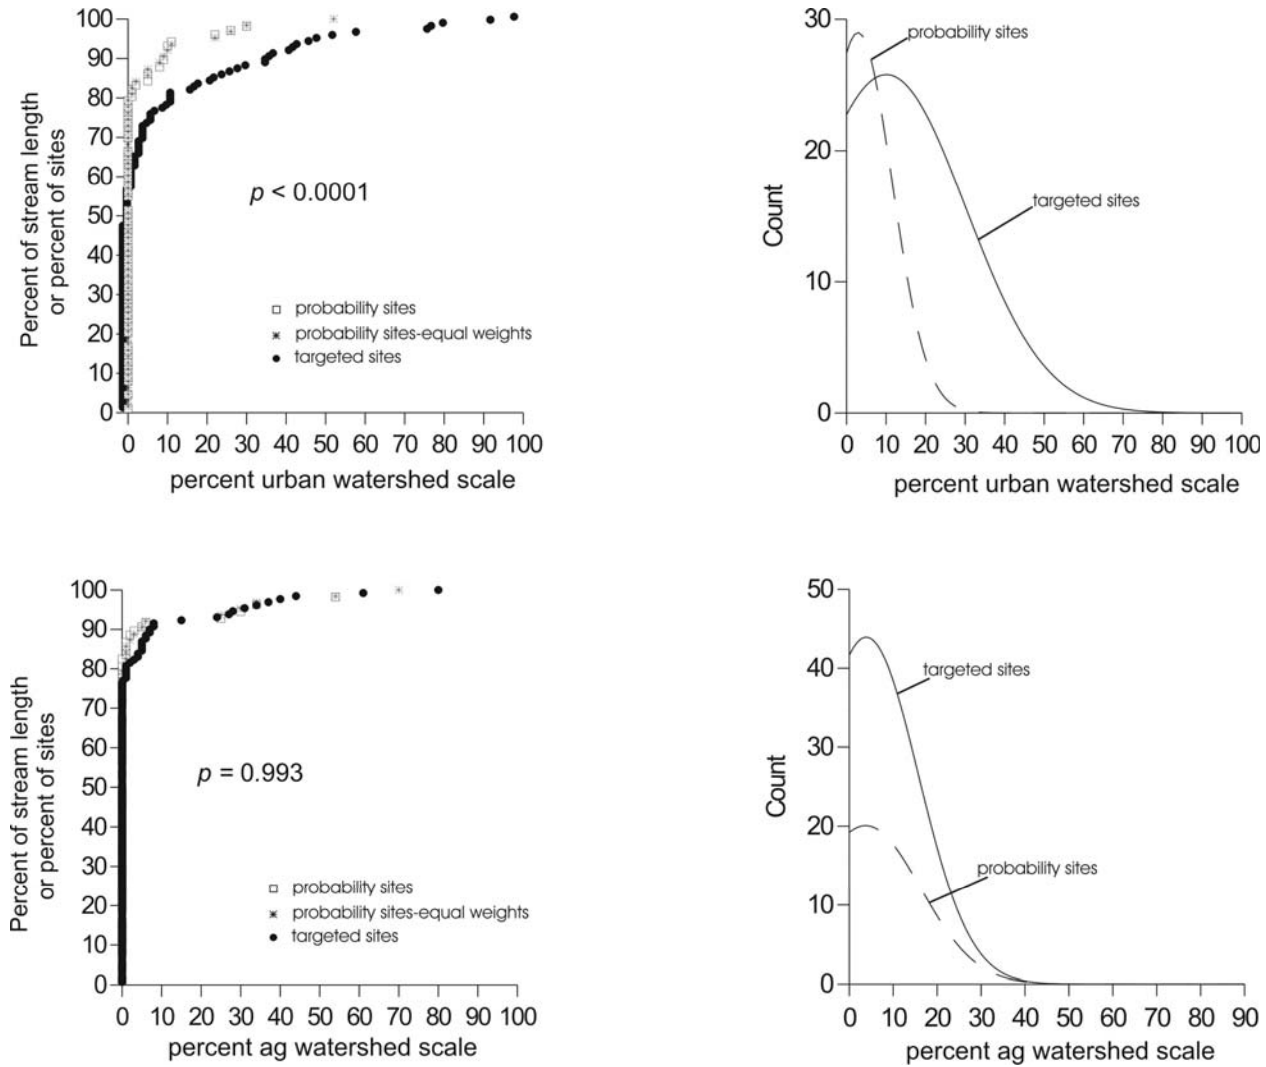 100
90
80
70
60
50
40
30
20
10
0
Percent of stream length
or percent of sites
p < 0.0001
probability sites
probability sites-equal weights
targeted sites
0 10 20 30 40 50 60 70 80 90 100
percent urban watershed scale
30
20
10
0
Count
probability sites
targeted sites
0 10 20 30 40 50 60 70 80 90 100
percent urban watershed scale
100
90
80
70
60
50
40
30
20
10
0
Percent of stream length
or percent of sites
p = 0.993
probability sites
probability sites-equal weights
targeted sites
0 10 20 30 40 50 60 70 80 90 100
percent ag watershed scale
50
40
30
20
10
0
Count
targeted sites
probability sites
0 10 20 30 40 50 60 70 80 90
percent ag watershed scale